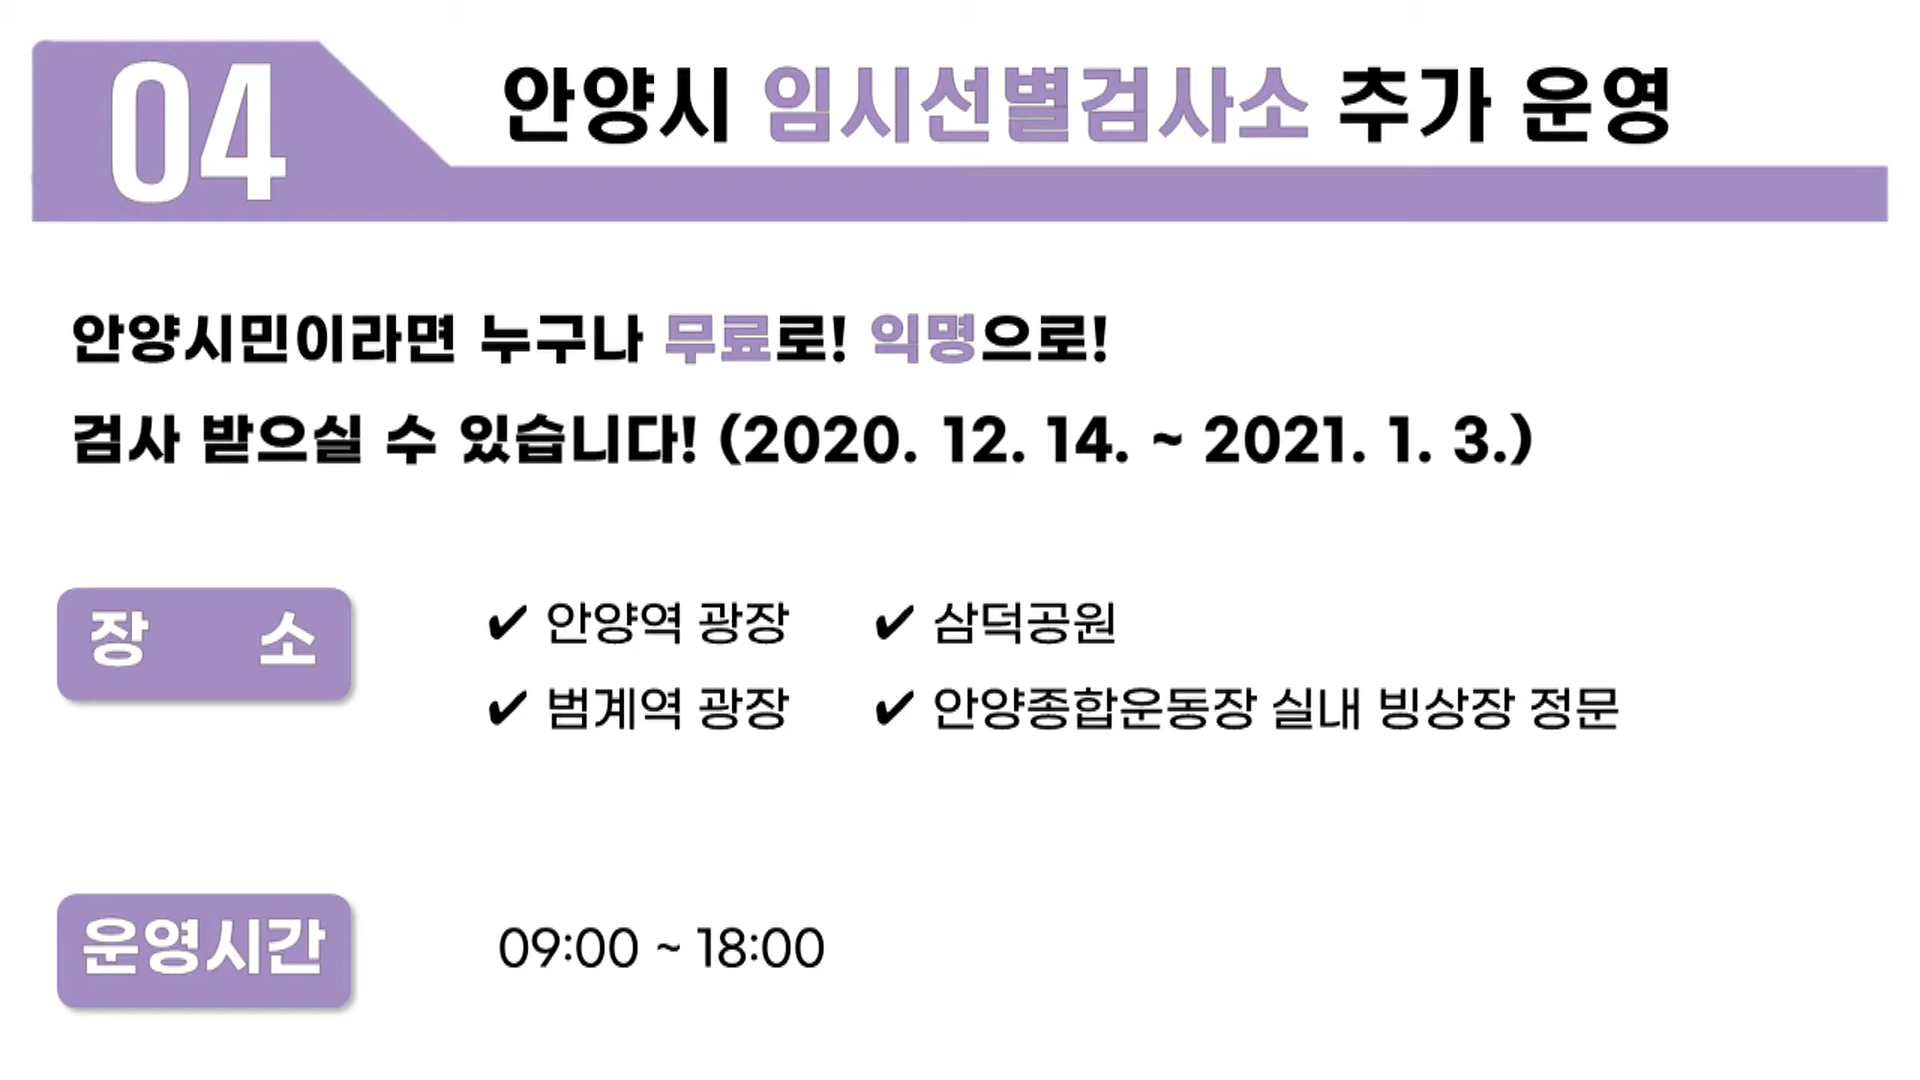 04
안양시 임시선별검사소 추가 운영
안양시민이라면 누구나 무료로! 익명으로!
검사 받으실 수 있습니다! (2020. 12. 14. ~ 2021. 1. 3.)
장 소
✔ 안양역 광장 ✔ 삼덕공원
✔ 범계역 광장 ✔ 안양종합운동장 실내 빙상장 정문
운영시간
09:00 ~ 18:00